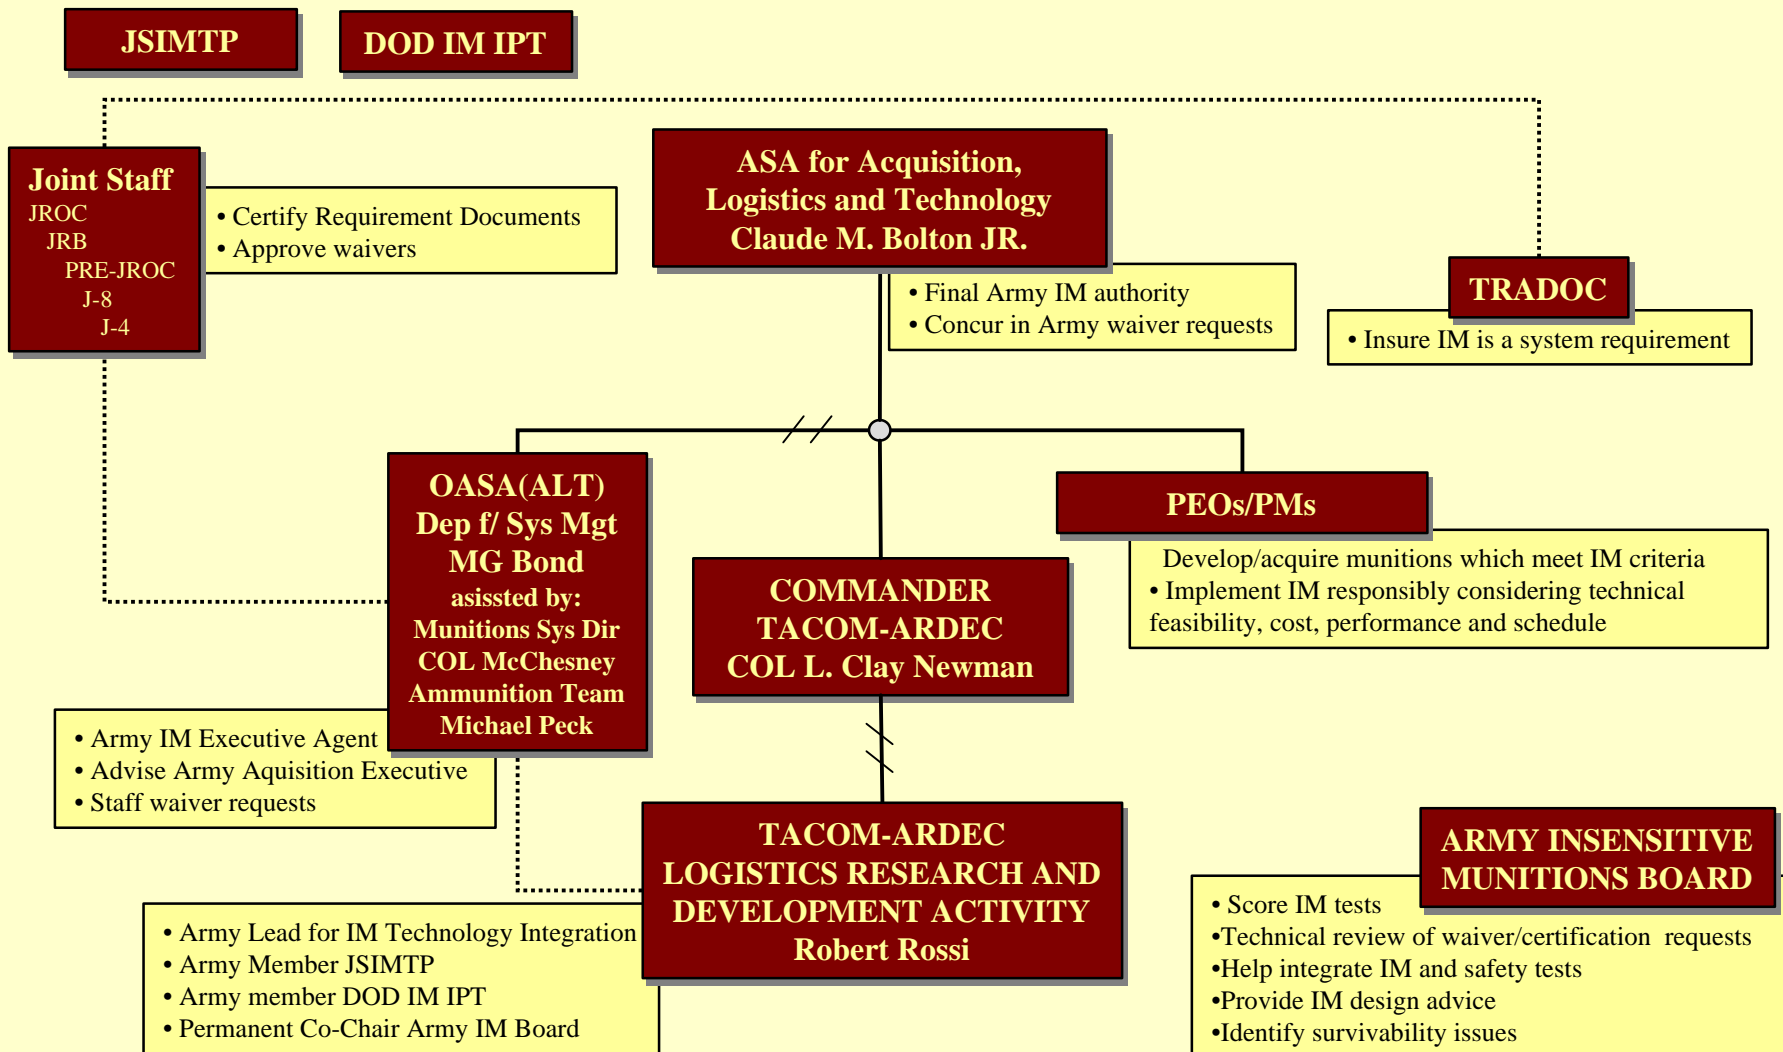 JSIMTP
DOD IM IPT
Joint Staff
JROC
JRB
PRE-JROC
J-8
J-4
• Certify Requirement Documents
• Approve waivers
ASA for Acquisition,
Logistics and Technology
Claude M. Bolton JR.
• Final Army IM authority
• Concur in Army waiver requests
TRADOC
• Insure IM is a system requirement
OASA(ALT)
Dep f/ Sys Mgt
MG Bond
asissted by:
Munitions Sys Dir
COL McChesney
Ammunition Team
Michael Peck
• Army IM Executive Agent
• Advise Army Aquisition Executive
• Staff waiver requests
COMMANDER
TACOM-ARDEC
COL L. Clay Newman
PEOs/PMs
Develop/acquire munitions which meet IM criteria
• Implement IM responsibly considering technical
feasibility, cost, performance and schedule
TACOM-ARDEC
LOGISTICS RESEARCH AND
DEVELOPMENT ACTIVITY
Robert Rossi
• Army Lead for IM Technology Integration
• Army Member JSIMTP
• Army member DOD IM IPT
• Permanent Co-Chair Army IM Board
ARMY INSENSITIVE
MUNITIONS BOARD
• Score IM tests
•Technical review of waiver/certification  requests
•Help integrate IM and safety tests
•Provide IM design advice
•Identify survivability issues